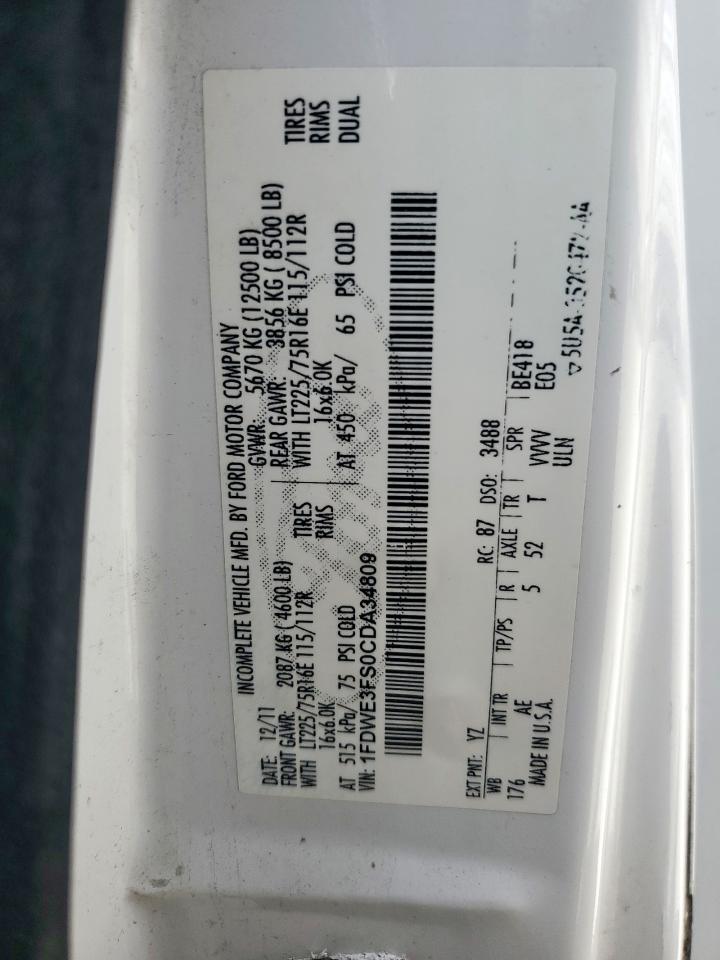 INCOMPLETE VEHICLE MFD. BY FORD MOTOR COMPANY
DATE: 12/11 GVWR: 5670 KG (12500 LB)
FRONT GAWR: 2087 KG ( 4600 LB) REAR GAWR: 3856 KG ( 8500 LB)
WITH LT225/75R16E 115/112R TIRES WITH LT225/75R16E 115/112R TIRES
16x6.0K RIMS 16x6.0K RIMS
AT 515 kPa/ 75 PSI COLD AT 450 kPa/ 65 PSI COLD DUAL
VIN: 1FDWE3FS0CDA34809
EXT PNT: YZ RC: 87 DSO: 3488
WB INT TR TP/PS R AXLE TR SPR BE418
176 AE 5 52 T VWV E05
MADE IN U.S.A. ULN